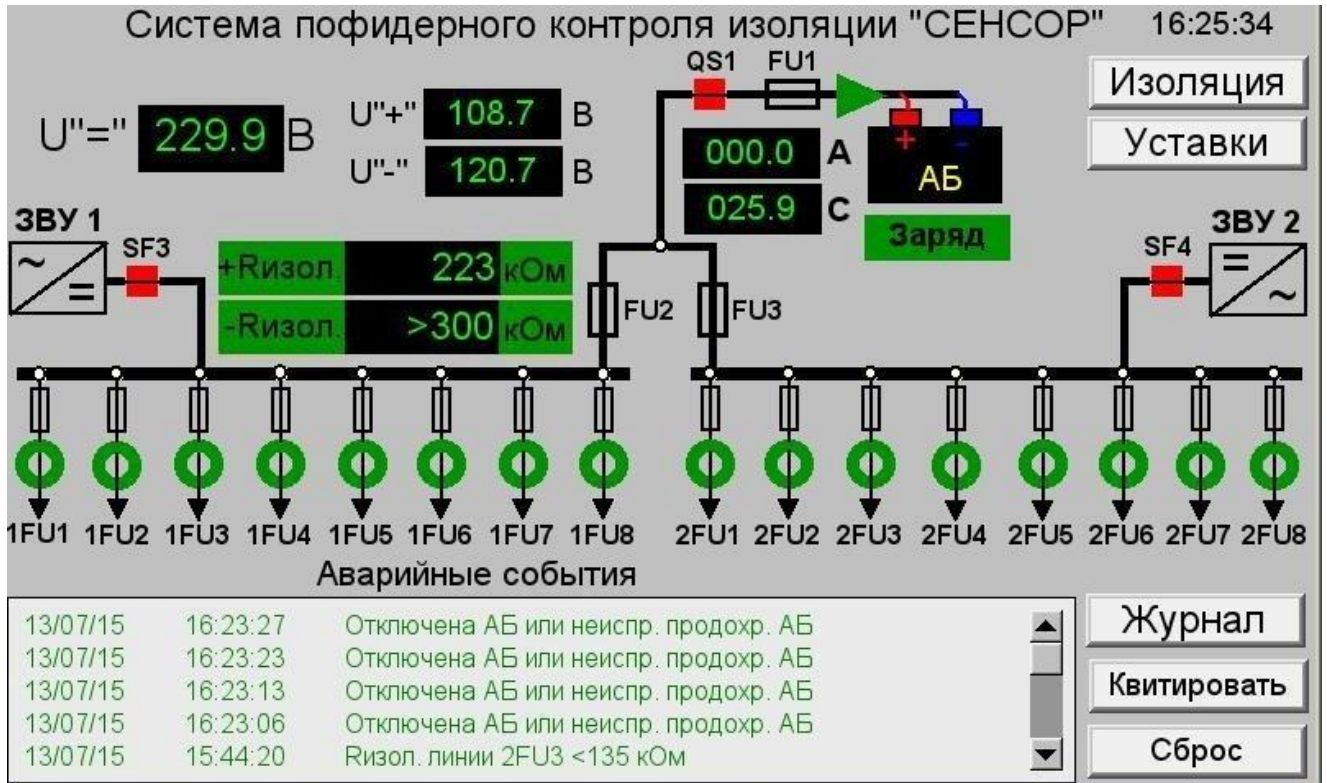 Система пофидерного контроля изоляции "СЕНСОР" 16:25:34
QS1 FU1
Изоляция
U"=" 229.9 В
U"+" 108.7 В
U"-" 120.7 В
000.0 А
025.9 С
+ -
АБ
Заряд
Уставки
ЗВУ 1
SF3
~ =
+Rизол. 223 кОм
-Rизол. >300 кОм
FU2 FU3
SF4
ЗВУ 2
= ~
1FU1 1FU2 1FU3 1FU4 1FU5 1FU6 1FU7 1FU8 2FU1 2FU2 2FU3 2FU4 2FU5 2FU6 2FU7 2FU8
Аварийные события
13/07/15 16:23:27 Отключена АБ или неиспр. продохр. АБ
13/07/15 16:23:23 Отключена АБ или неиспр. продохр. АБ
13/07/15 16:23:13 Отключена АБ или неиспр. продохр. АБ
13/07/15 16:23:06 Отключена АБ или неиспр. продохр. АБ
13/07/15 15:44:20 Rизол. линии 2FU3 <135 кОм
Журнал
Квитировать
Сброс